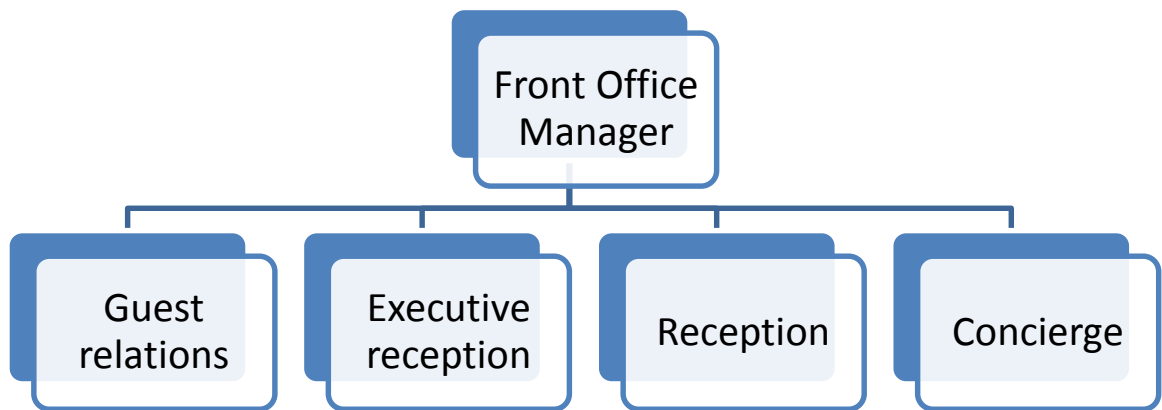 Front Office
Manager
Guest
relations
Executive
reception
Reception
Concierge